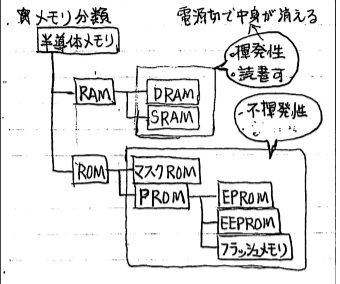 ☆メモリ分類
電源切で中身が消える
半導体メモリ
・揮発性
・読書可
RAM
DRAM
SRAM
・不揮発性
ROM
マスクROM
PROM
EPROM
EEPROM
フラッシュメモリ